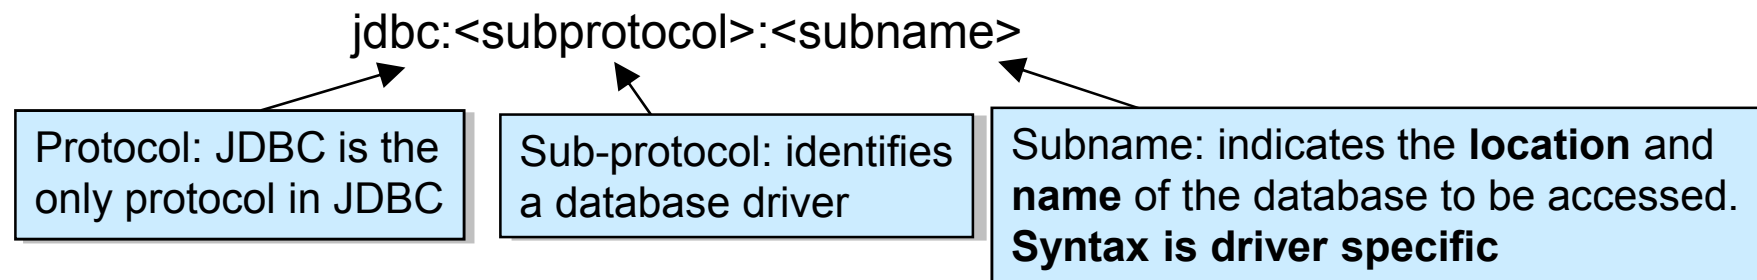 jdbc:<subprotocol>:<subname>
Protocol: JDBC is the
only protocol in JDBC
Sub-protocol: identifies
a database driver
Subname: indicates the location and
name of the database to be accessed.
Syntax is driver specific